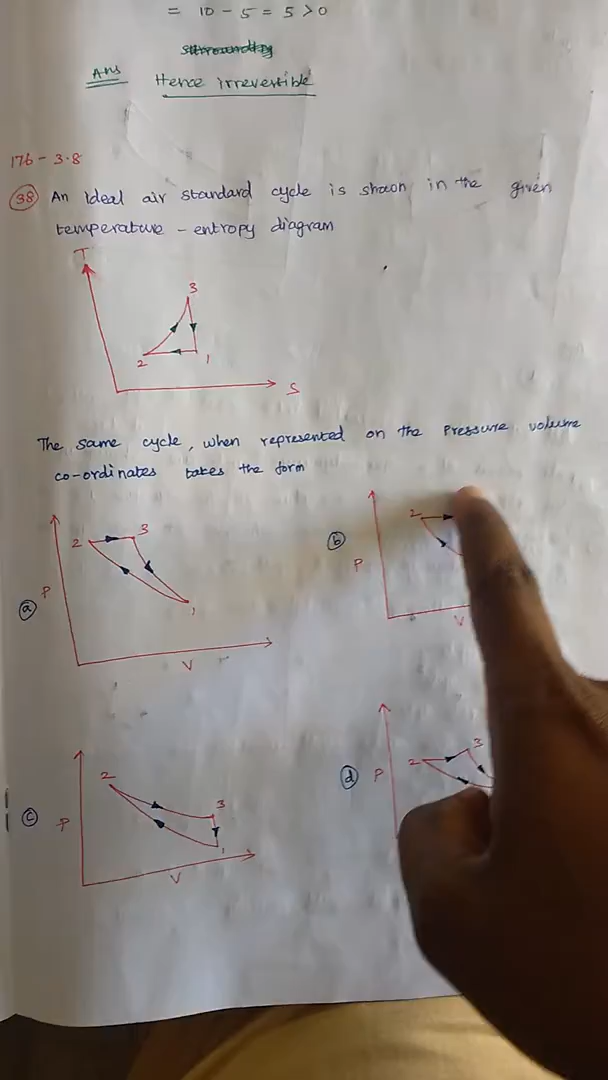 = 10 - 5 = 5 > 0
Ans Hence irrevertible
176 - 3.8
38 An ideal air standard cycle is shown in the given
temperature - entropy diagram
T
3
2
1
S
The same cycle, when represented on the pressure volume
co-ordinates takes the form
a P 2 3 1 V
b P 2 V
c P 2 3 1 V
d P 2 3